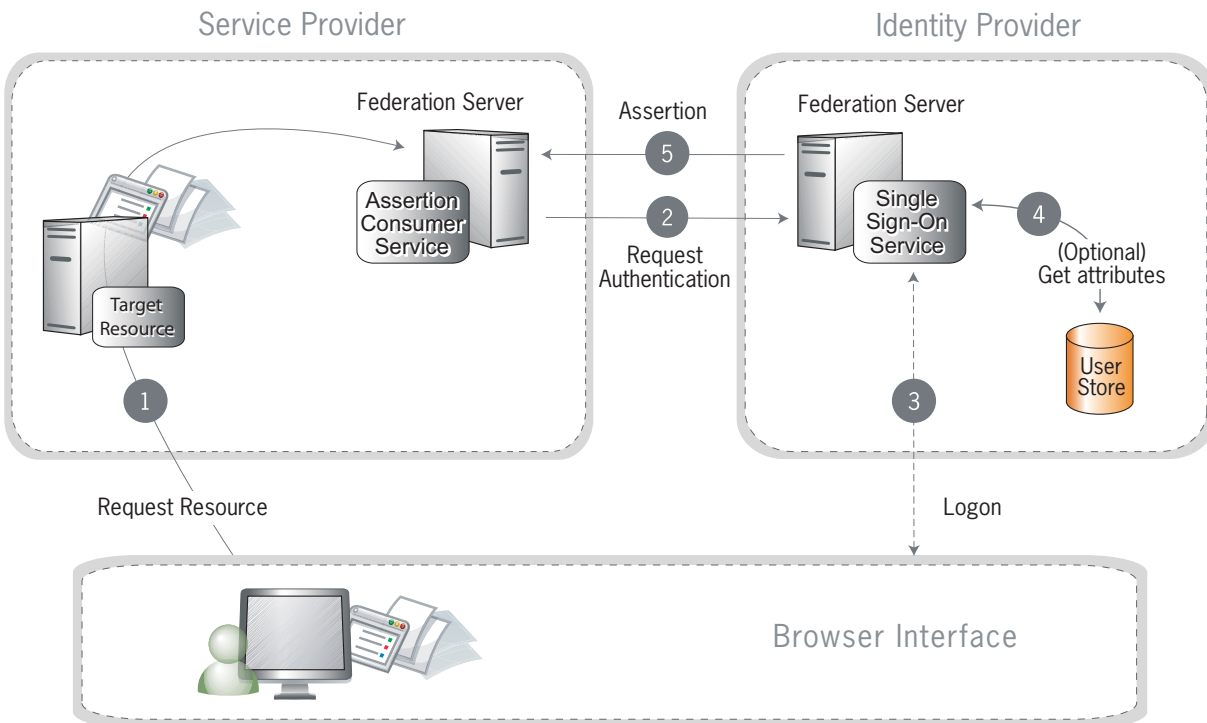 Service Provider
Identity Provider
Federation Server
Assertion
Consumer
Service
Target
Resource
1
Assertion
5
2
Request
Authentication
Federation Server
Single
Sign-On
Service
4
(Optional)
Get attributes
User
Store
3
Request Resource
Logon
Browser Interface